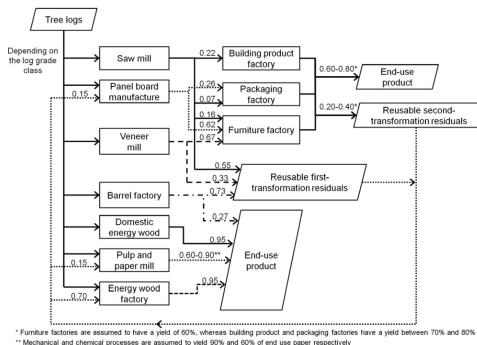 Tree logs
Depending on
the log grade
class
Saw mill
0.22
Building product
factory
0.60-0.80*
End-use
product
0.15
Panel board
manufacture
0.26
0.07
Packaging
factory
0.20-0.40*
Reusable second-
transformation residuals
0.16
0.62
0.67
Furniture factory
Veneer
mill
0.55
0.33
0.73
Reusable first-
transformation residuals
Barrel factory
0.27
Domestic
energy wood
0.95
End-use
product
0.15
Pulp and
paper mill
0.60-0.90**
0.70
Energy wood
factory
0.95
* Furniture factories are assumed to have a yield of 60%, whereas building product and packaging factories have a yield between 70% and 80%
** Mechanical and chemical processes are assumed to yield 90% and 60% of end use paper respectively